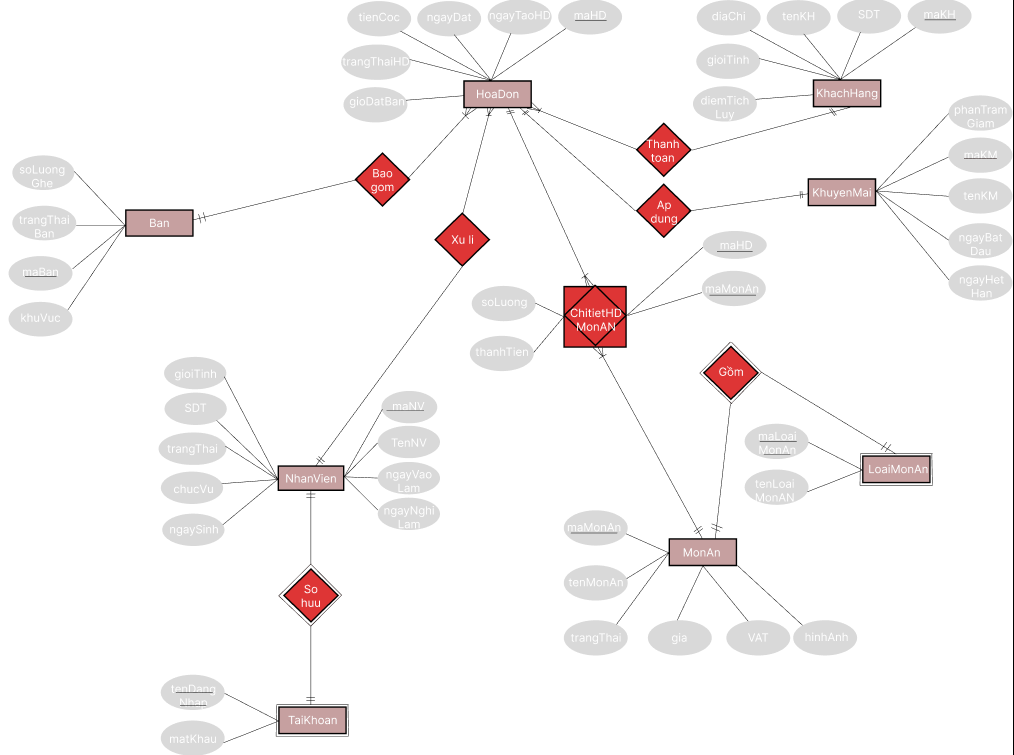 tienCoc
ngayDat
ngayTaoHD
maHD
diaChi
tenKH
SDT
maKH
trangThaiHD
gioiTinh
gioDatBan
HoaDon
diemTich
Luy
KhachHang
phanTram
Giam
Thanh
toan
maKM
soLuong
Ghe
Bao
gom
KhuyenMai
tenKM
Ap
dung
trangThai
Ban
Ban
Xu li
maHD
ngayBat
Dau
maBan
maMonAn
ngayHet
Han
khuVuc
soLuong
ChitietHD
MonAN
thanhTien
gioiTinh
Gồm
SDT
maNV
trangThai
TenNV
maLoai
MonAn
LoaiMonAn
chucVu
NhanVien
ngayVao
Lam
tenLoai
MonAN
ngaySinh
ngayNghi
Lam
maMonAn
MonAn
tenMonAn
So
huu
trangThai
gia
VAT
hinhAnh
tenDang
Nhap
TaiKhoan
matKhau